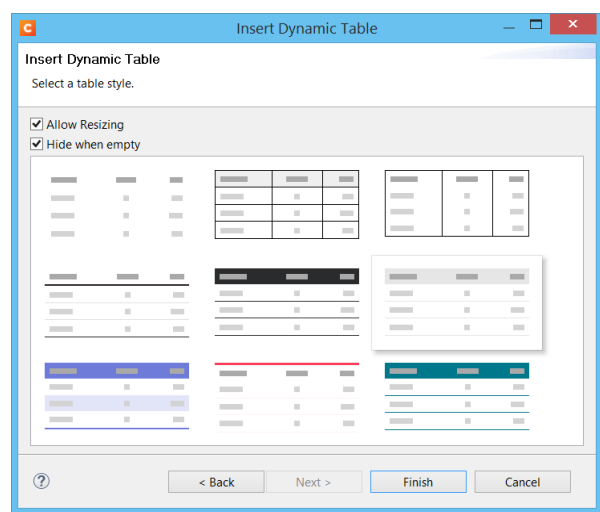 C
Insert Dynamic Table
Insert Dynamic Table
Select a table style.
Allow Resizing
Hide when empty
?
< Back Next > Finish Cancel